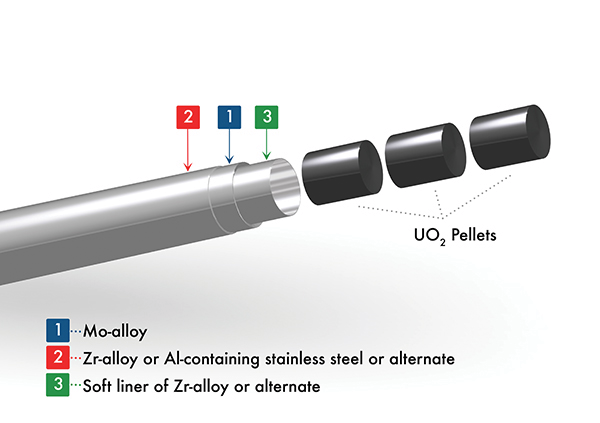 2 1 3
UO₂ Pellets
1 Mo-alloy
2 Zr-alloy or Al-containing stainless steel or alternate
3 Soft liner of Zr-alloy or alternate